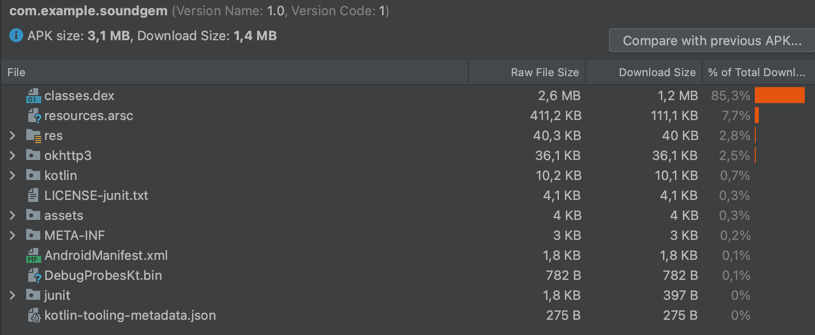 com.example.soundgem (Version Name: 1.0, Version Code: 1)
APK size: 3,1 MB, Download Size: 1,4 MB
Compare with previous APK...
File Raw File Size Download Size % of Total Downl...
classes.dex 2,6 MB 1,2 MB 85,3%
resources.arsc 411,2 KB 111,1 KB 7,7%
res 40,3 KB 40 KB 2,8%
okhttp3 36,1 KB 36,1 KB 2,5%
kotlin 10,2 KB 10,1 KB 0,7%
LICENSE-junit.txt 4,1 KB 4,1 KB 0,3%
assets 4 KB 4 KB 0,3%
META-INF 3 KB 3 KB 0,2%
AndroidManifest.xml 1,8 KB 1,8 KB 0,1%
DebugProbesKt.bin 782 B 782 B 0,1%
junit 1,8 KB 397 B 0%
kotlin-tooling-metadata.json 275 B 275 B 0%